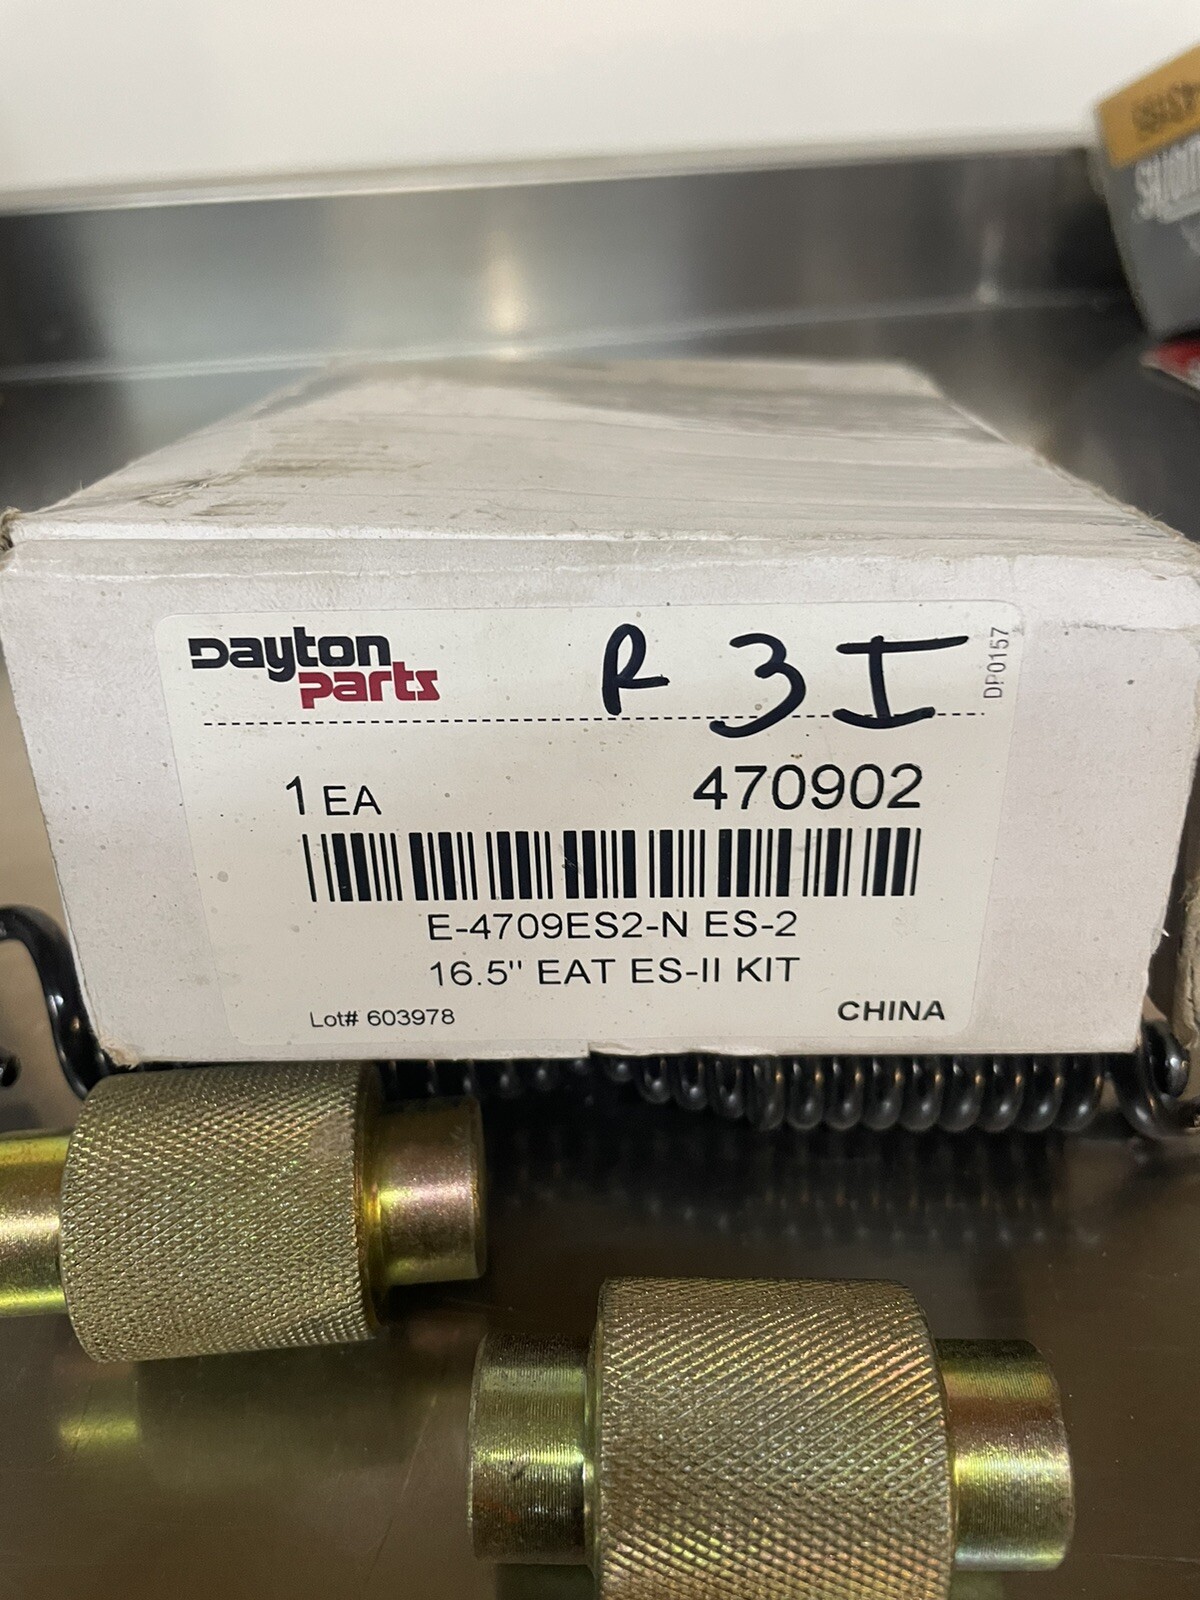 Dayton
parts
R 3 I
DP0157
1 EA
470902
E-4709ES2-N ES-2
16.5" EAT ES-II KIT
Lot# 603978
CHINA